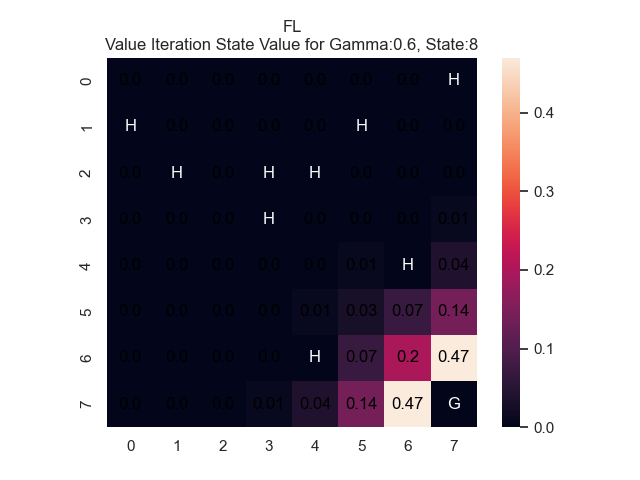 FL
Value Iteration State Value for Gamma:0.6, State:8
0 0.0 0.0 0.0 0.0 0.0 0.0 0.0 H
1 H 0.0 0.0 0.0 0.0 H 0.0 0.0
2 0.0 H 0.0 H H 0.0 0.0 0.0
3 0.0 0.0 0.0 H 0.0 0.0 0.0 0.01
4 0.0 0.0 0.0 0.0 0.0 0.01 H 0.04
5 0.0 0.0 0.0 0.0 0.01 0.03 0.07 0.14
6 0.0 0.0 0.0 0.0 H 0.07 0.2 0.47
7 0.0 0.0 0.0 0.01 0.04 0.14 0.47 G
0 1 2 3 4 5 6 7
0.4
0.3
0.2
0.1
0.0